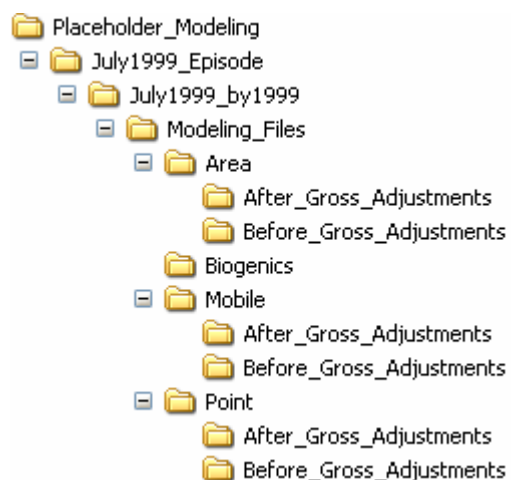 Placeholder_Modeling
July1999_Episode
July1999_by1999
Modeling_Files
Area
After_Gross_Adjustments
Before_Gross_Adjustments
Biogenics
Mobile
After_Gross_Adjustments
Before_Gross_Adjustments
Point
After_Gross_Adjustments
Before_Gross_Adjustments